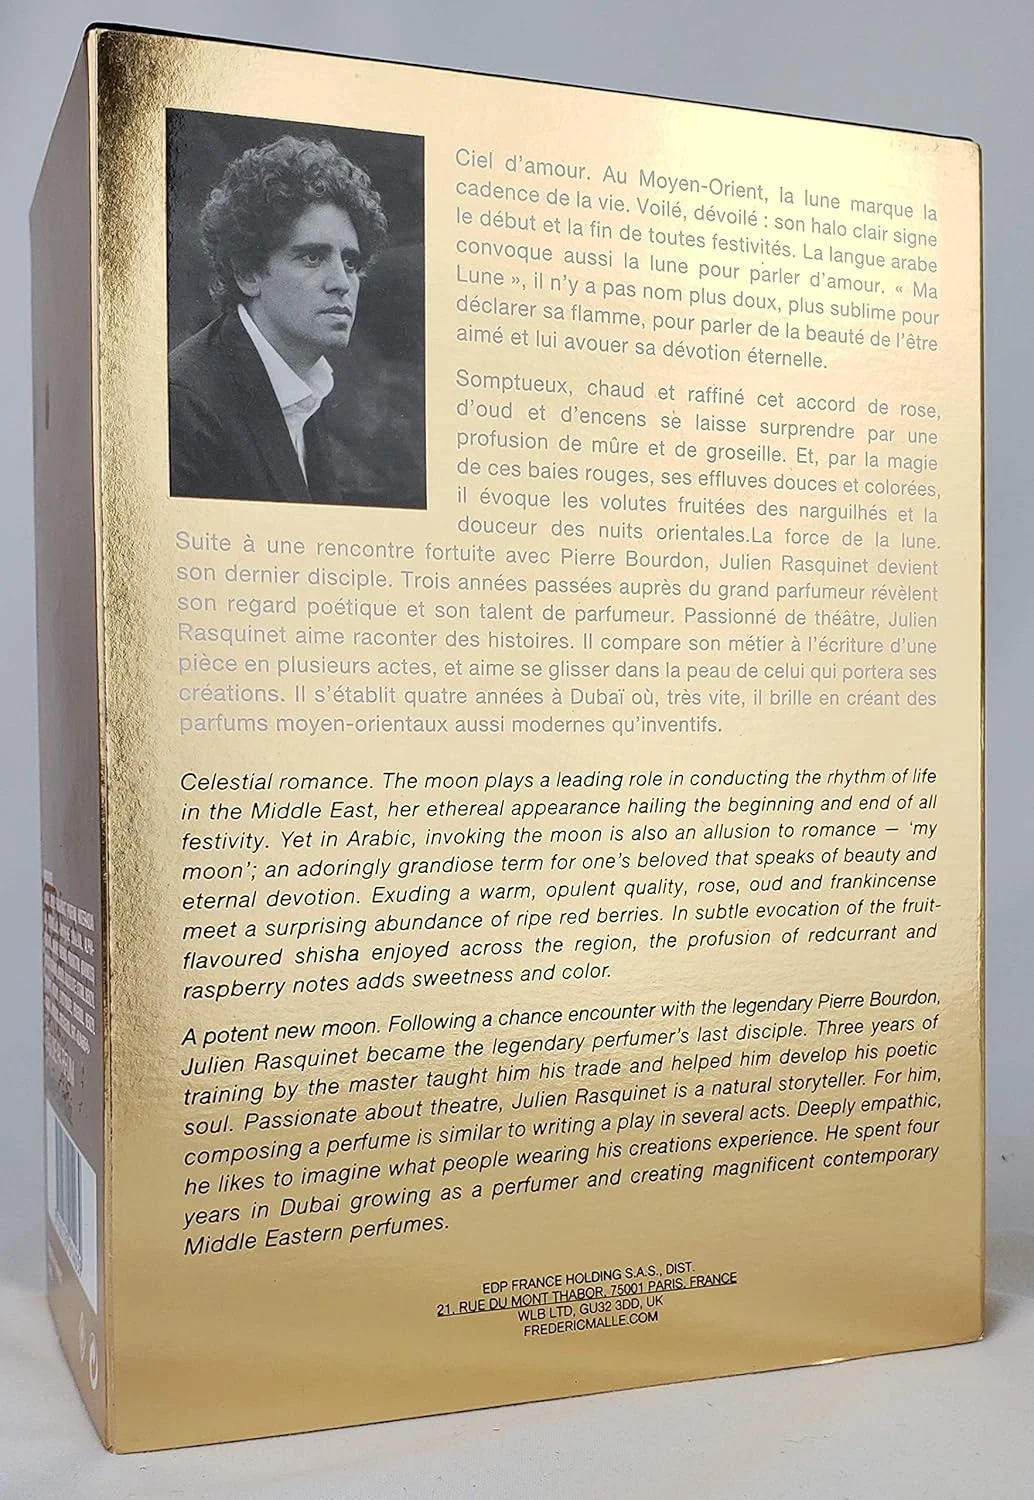 Ciel d'amour. Au Moyen-Orient, la lune marque la
cadence de la vie. Voilé, dévoilé : son halo clair signe
le début et la fin de toutes festivités. La langue arabe
convoque aussi la lune pour parler d'amour. « Ma
Lune », il n'y a pas nom plus doux, plus sublime pour
déclarer sa flamme, pour parler de la beauté de l'être
aimé et lui avouer sa dévotion éternelle.
Somptueux, chaud et raffiné cet accord de rose,
d'oud et d'encens se laisse surprendre par une
profusion de mûre et de groseille. Et, par la magie
de ces baies rouges, ses effluves douces et colorées,
il évoque les volutes fruitées des narguilhés et la
douceur des nuits orientales.La force de la lune.
Suite à une rencontre fortuite avec Pierre Bourdon, Julien Rasquinet devient
son dernier disciple. Trois années passées auprès du grand parfumeur révèlent
son regard poétique et son talent de parfumeur. Passionné de théâtre, Julien
Rasquinet aime raconter des histoires. Il compare son métier à l'écriture d'une
pièce en plusieurs actes, et aime se glisser dans la peau de celui qui portera ses
créations. Il s'établit quatre années à Dubaï où, très vite, il brille en créant des
parfums moyen-orientaux aussi modernes qu'inventifs.
Celestial romance. The moon plays a leading role in conducting the rhythm of life
in the Middle East, her ethereal appearance hailing the beginning and end of all
festivity. Yet in Arabic, invoking the moon is also an allusion to romance – 'my
moon'; an adoringly grandiose term for one's beloved that speaks of beauty and
eternal devotion. Exuding a warm, opulent quality, rose, oud and frankincense
meet a surprising abundance of ripe red berries. In subtle evocation of the fruit-
flavoured shisha enjoyed across the region, the profusion of redcurrant and
raspberry notes adds sweetness and color.
A potent new moon. Following a chance encounter with the legendary Pierre Bourdon,
Julien Rasquinet became the legendary perfumer's last disciple. Three years of
training by the master taught him his trade and helped him develop his poetic
soul. Passionate about theatre, Julien Rasquinet is a natural storyteller. For him,
composing a perfume is similar to writing a play in several acts. Deeply empathic,
he likes to imagine what people wearing his creations experience. He spent four
years in Dubai growing as a perfumer and creating magnificent contemporary
Middle Eastern perfumes.
EDP FRANCE HOLDING S.A.S., DIST.
21, RUE DU MONT THABOR, 75001 PARIS, FRANCE
WLB LTD, GU32 3DD, UK
FREDERICMALLE.COM